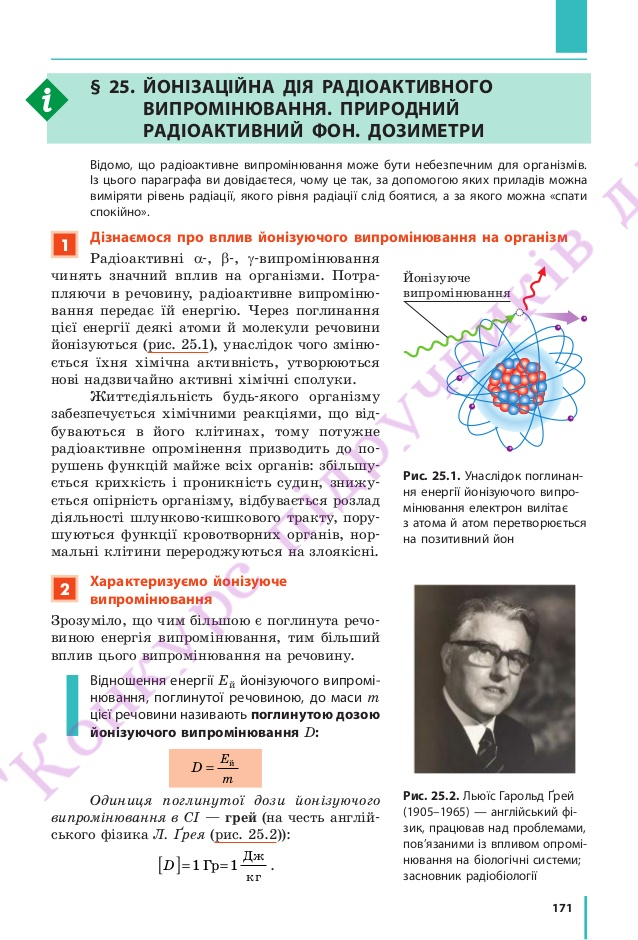 § 25. ЙОНІЗАЦІЙНА ДІЯ РАДІОАКТИВНОГО
ВИПРОМІНЮВАННЯ. ПРИРОДНИЙ
РАДІОАКТИВНИЙ ФОН. ДОЗИМЕТРИ
i
Відомо, що радіоактивне випромінювання може бути небезпечним для організмів.
Із цього параграфа ви довідаєтеся, чому це так, за допомогою яких приладів можна
виміряти рівень радіації, якого рівня радіації слід боятися, а за якого можна «спати
спокійно».
1
Дізнаємося про вплив йонізуючого випромінювання на організм
Радіоактивні α-, β-, γ-випромінювання
чинять значний вплив на організми. Потра-
пляючи в речовину, радіоактивне випроміню-
вання передає їй енергію. Через поглинання
цієї енергії деякі атоми й молекули речовини
йонізуються (рис. 25.1), унаслідок чого зміню-
ється їхня хімічна активність, утворюються
нові надзвичайно активні хімічні сполуки.
Життєдіяльність будь-якого організму
забезпечується хімічними реакціями, що від-
буваються в його клітинах, тому потужне
радіоактивне опромінення призводить до по-
рушень функцій майже всіх органів: збільшу-
ється крихкість і проникність судин, знижу-
ється опірність організму, відбувається розлад
діяльності шлунково-кишкового тракту, пору-
шуються функції кровотворних органів, нор-
мальні клітини перероджуються на злоякісні.
Йонізуюче
випромінювання
Рис. 25.1. Унаслідок поглинан-
ня енергії йонізуючого випро-
мінювання електрон вилітає
з атома й атом перетворюється
на позитивний йон
2
Характеризуємо йонізуюче
випромінювання
Зрозуміло, що чим більшою є поглинута речо-
виною енергія випромінювання, тим більший
вплив цього випромінювання на речовину.
Відношення енергії Eй йонізуючого випромі-
нювання, поглинутої речовиною, до маси m
цієї речовини називають поглинутою дозою
йонізуючого випромінювання D:
D = Eй / m
Одиниця поглинутої дози йонізуючого
випромінювання в СІ — грей (на честь англій-
ського фізика Л. Ґрея (рис. 25.2)):
[D]=1 Гр=1 Дж/кг .
Рис. 25.2. Льюїс Гарольд Ґрей
(1905–1965) — англійський фі-
зик, працював над проблемами,
пов'язаними із впливом опромі-
нювання на біологічні системи;
засновник радіобіології
171
"Конкурс підручників д